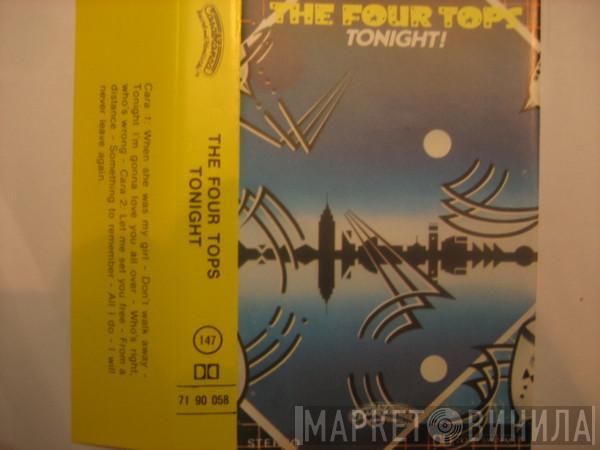 THE FOUR TOPS
TONIGHT!
Cara 1: When she was my girl - Don't walk away -
Tonight I'm gonna love you all over - Who's right,
who's wrong - Cara 2: Let me set you free - From a
distance - Something to remember - All I do - I will
never leave again.
THE FOUR TOPS
TONIGHT
147
71 90 058
STEREO
МАРКЕТ ВИНИЛА